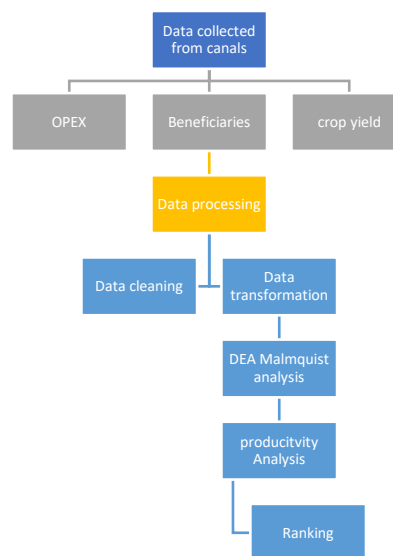 Data collected
from canals
OPEX
Beneficiaries
crop yield
Data processing
Data cleaning
Data
transformation
DEA Malmquist
analysis
producitvity
Analysis
Ranking